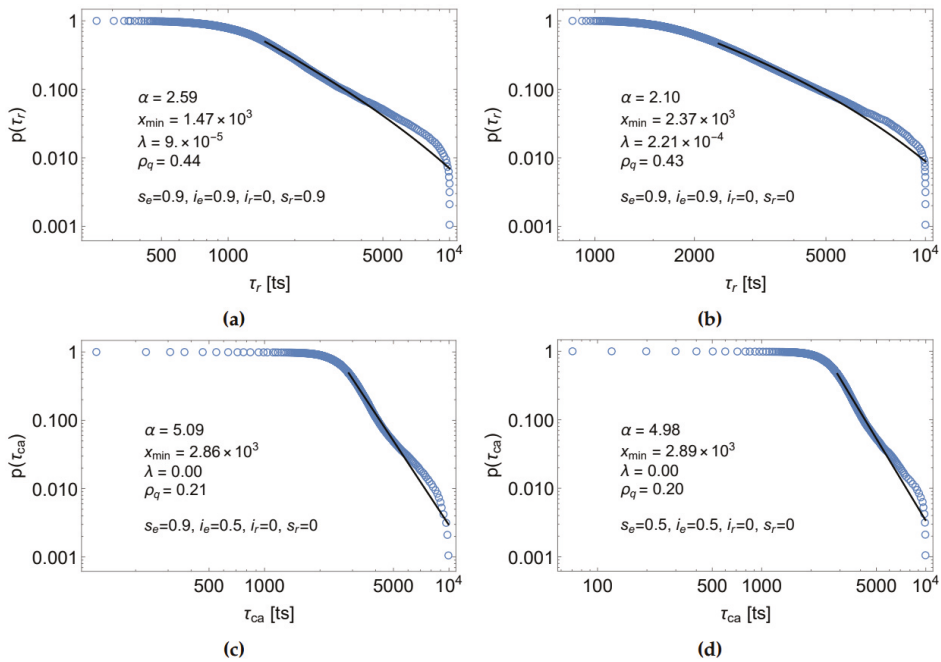 1
0.100
0.010
0.001
p(τr)
α = 2.59
xmin = 1.47 × 10³
λ = 9. × 10⁻⁵
ρq = 0.44
se=0.9, ie=0.9, ir=0, sr=0.9
500 1000 5000 10⁴
τr [ts]
(a)
1
0.100
0.010
0.001
p(τr)
α = 2.10
xmin = 2.37 × 10³
λ = 2.21 × 10⁻⁴
ρq = 0.43
se=0.9, ie=0.9, ir=0, sr=0
1000 2000 5000 10⁴
τr [ts]
(b)
1
0.100
0.010
0.001
p(τca)
α = 5.09
xmin = 2.86 × 10³
λ = 0.00
ρq = 0.21
se=0.9, ie=0.5, ir=0, sr=0
500 1000 5000 10⁴
τca [ts]
(c)
1
0.100
0.010
0.001
p(τca)
α = 4.98
xmin = 2.89 × 10³
λ = 0.00
ρq = 0.20
se=0.5, ie=0.5, ir=0, sr=0
100 500 1000 5000 10⁴
τca [ts]
(d)